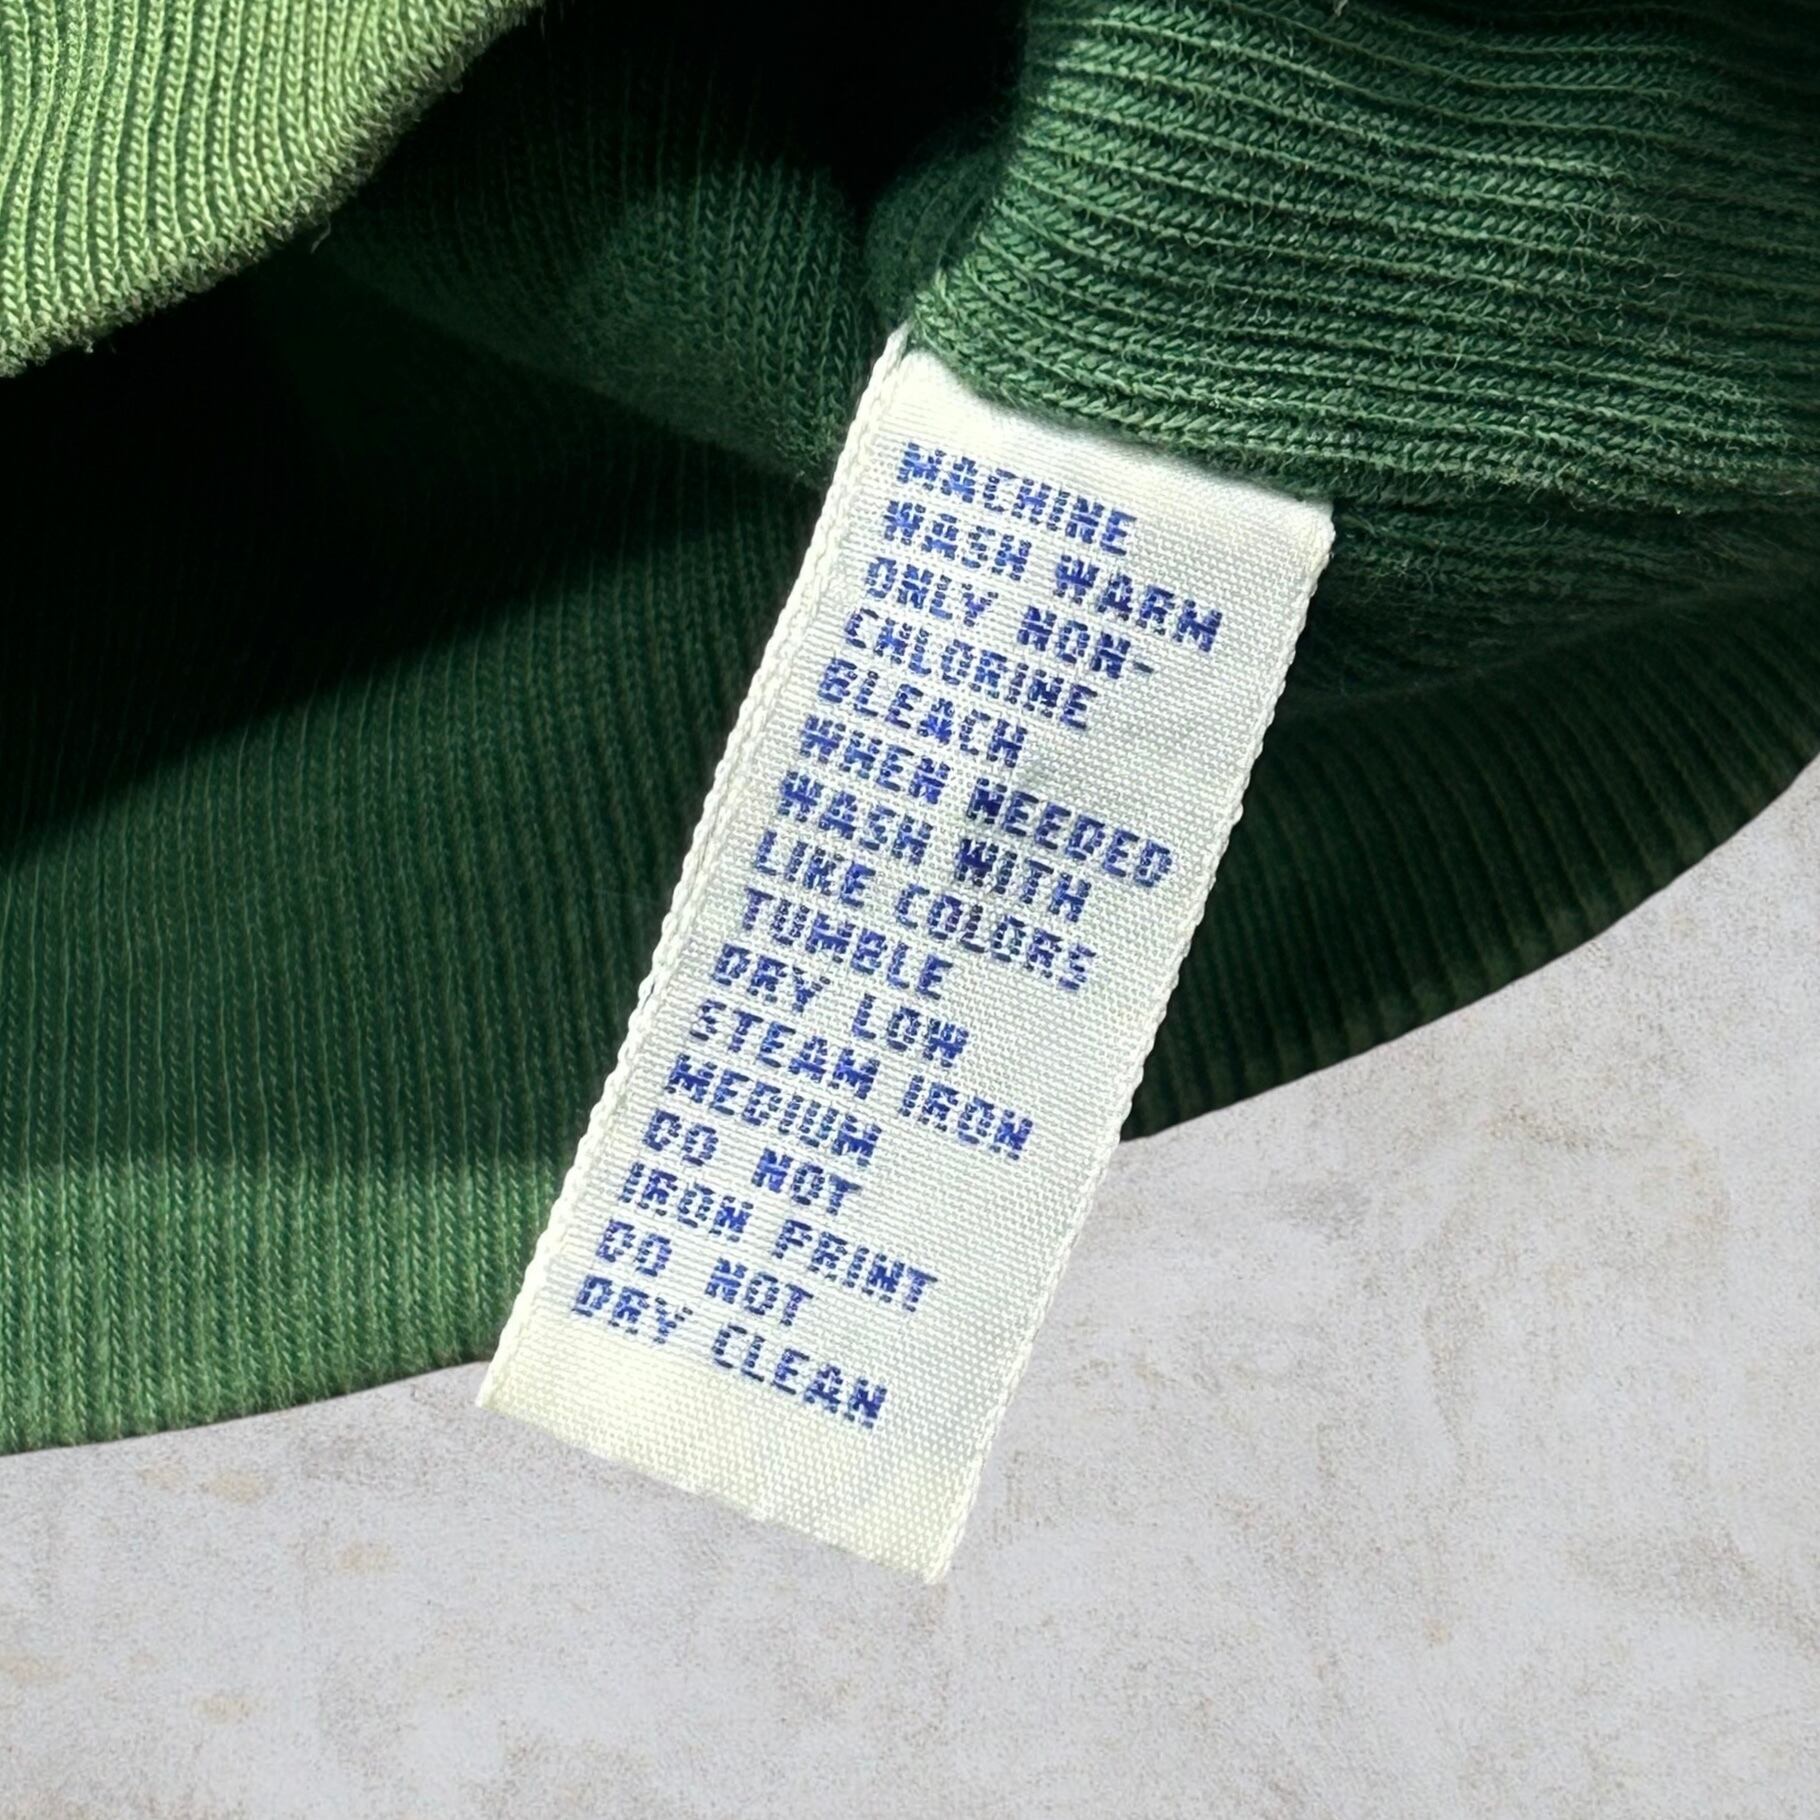 MACHINE
WASH WARM
ONLY NON-
CHLORINE
BLEACH
WHEN NEEDED
WASH WITH
LIKE COLORS
TUMBLE
DRY LOW
STEAM IRON
MEDIUM
DO NOT
IRON PRINT
DO NOT
DRY CLEAN